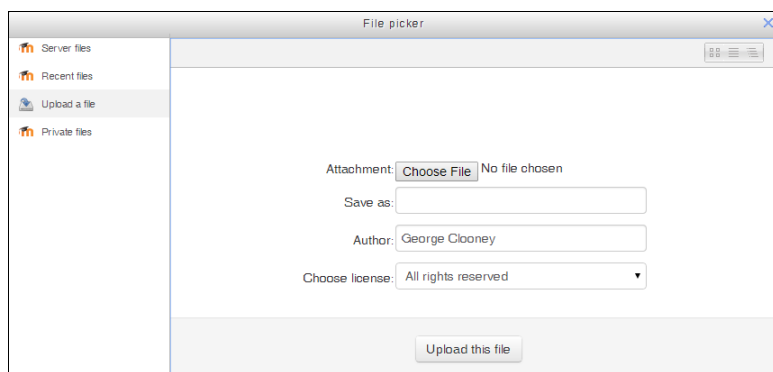 File picker
Server files
Recent files
Upload a file
Private files
Attachment: Choose File No file chosen
Save as:
Author: George Clooney
Choose license: All rights reserved
Upload this file